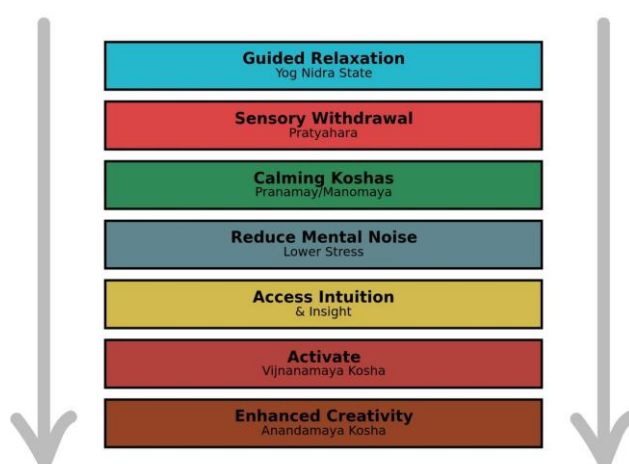 Guided Relaxation
Yog Nidra State
Sensory Withdrawal
Pratyahara
Calming Koshas
Pranamay/Manomaya
Reduce Mental Noise
Lower Stress
Access Intuition
& Insight
Activate
Vijnanamaya Kosha
Enhanced Creativity
Anandamaya Kosha